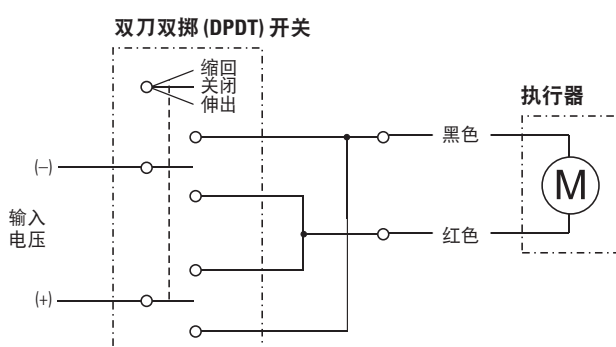 双刀双掷 (DPDT) 开关
缩回
关闭
伸出
执行器
黑色
(–)
M
输入
电压
红色
(+)